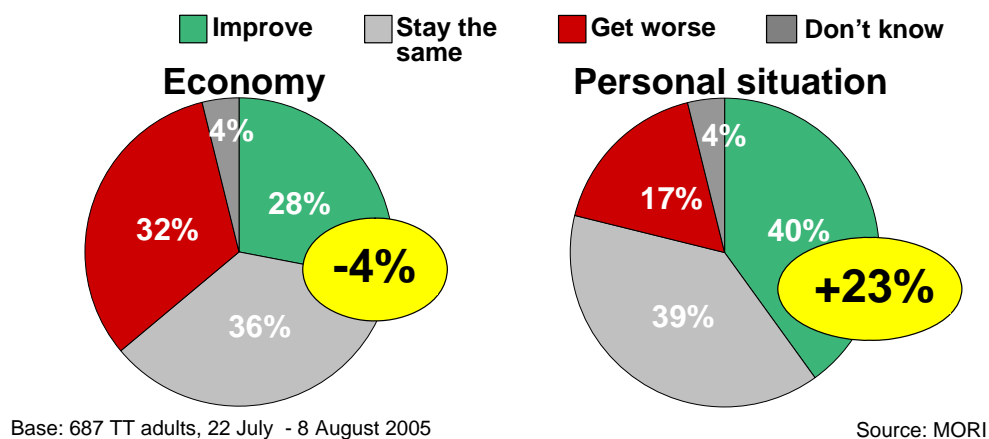 Improve
Stay the
same
Get worse
Don't know
Economy
Personal situation
4%
28%
32%
-4%
36%
4%
17%
40%
+23%
39%
Base: 687 TT adults, 22 July - 8 August 2005
Source: MORI